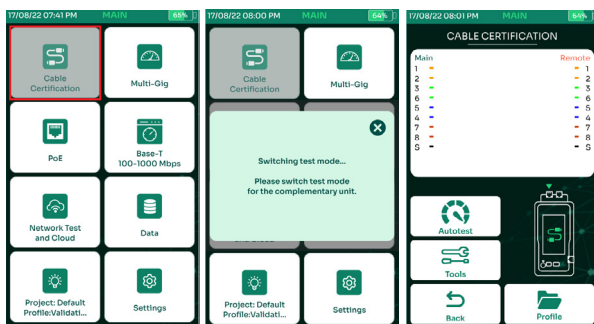 17/08/22 07:41 PM MAIN 66%
Cable
Certification
Multi-Gig
PoE
Base-T
100-1000 Mbps
Network Test
and Cloud
Data
Project: Default
Profile:Validati...
Settings
17/08/22 08:00 PM MAIN 64%
Cable
Certification
Multi-Gig
Switching test mode...
Please switch test mode
for the complementary unit.
and Cloud
Project: Default
Profile:Validati...
Settings
17/08/22 08:01 PM MAIN 64%
CABLE CERTIFICATION
Main Remote
1 1
2 2
3 3
6 6
5 5
4 4
7 7
8 8
S S
Autotest
Tools
Back
Profile